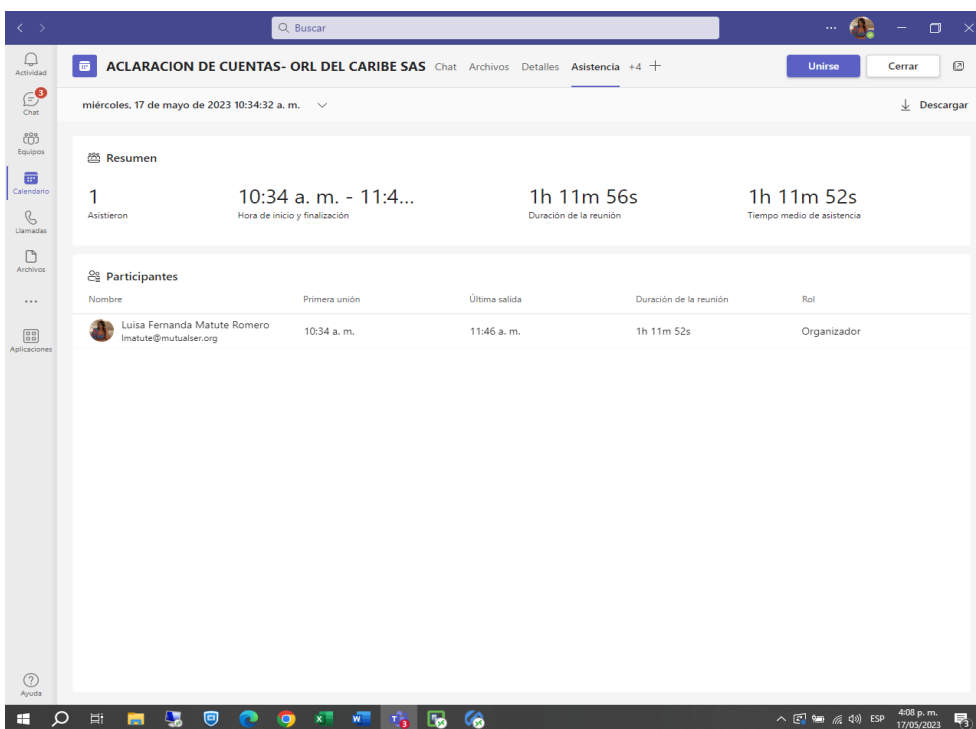 Buscar
Actividad
3
Chat
Equipos
Calendario
Llamadas
Archivos
Aplicaciones
Ayuda
ACLARACION DE CUENTAS- ORL DEL CARIBE SAS Chat Archivos Detalles Asistencia +4
Unirse Cerrar
miércoles, 17 de mayo de 2023 10:34:32 a. m.
Descargar
Resumen
1 10:34 a. m. - 11:4... 1h 11m 56s 1h 11m 52s
Asistieron Hora de inicio y finalización Duración de la reunión Tiempo medio de asistencia
Participantes
Nombre Primera unión Última salida Duración de la reunión Rol
Luisa Fernanda Matute Romero 10:34 a. m. 11:46 a. m. 1h 11m 52s Organizador
lmatute@mutualser.org
ESP
4:08 p. m.
17/05/2023